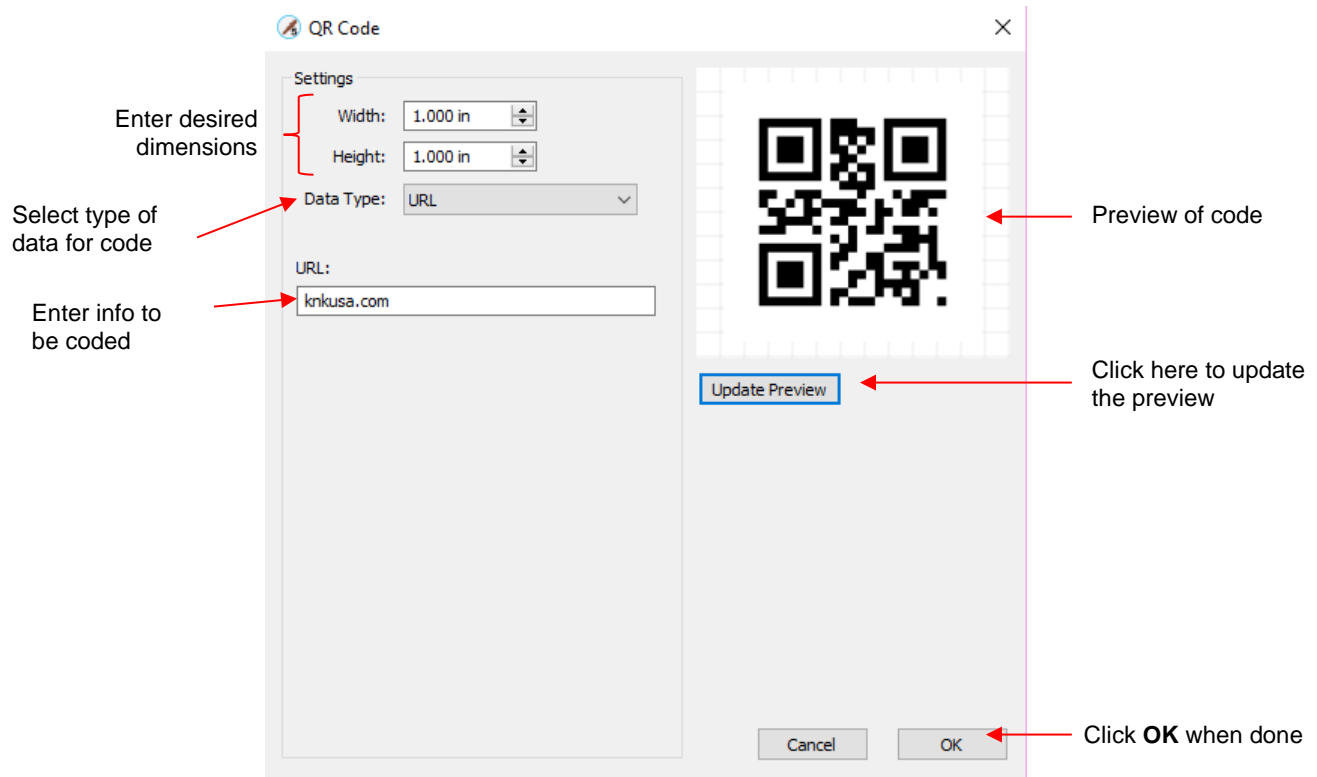 QR Code
Settings
Enter desired
dimensions
Width:
1.000 in
Height:
1.000 in
Select type of
data for code
Data Type:
URL
Preview of code
URL:
knkusa.com
Enter info to
be coded
Click here to update
the preview
Update Preview
Cancel
OK
Click OK when done